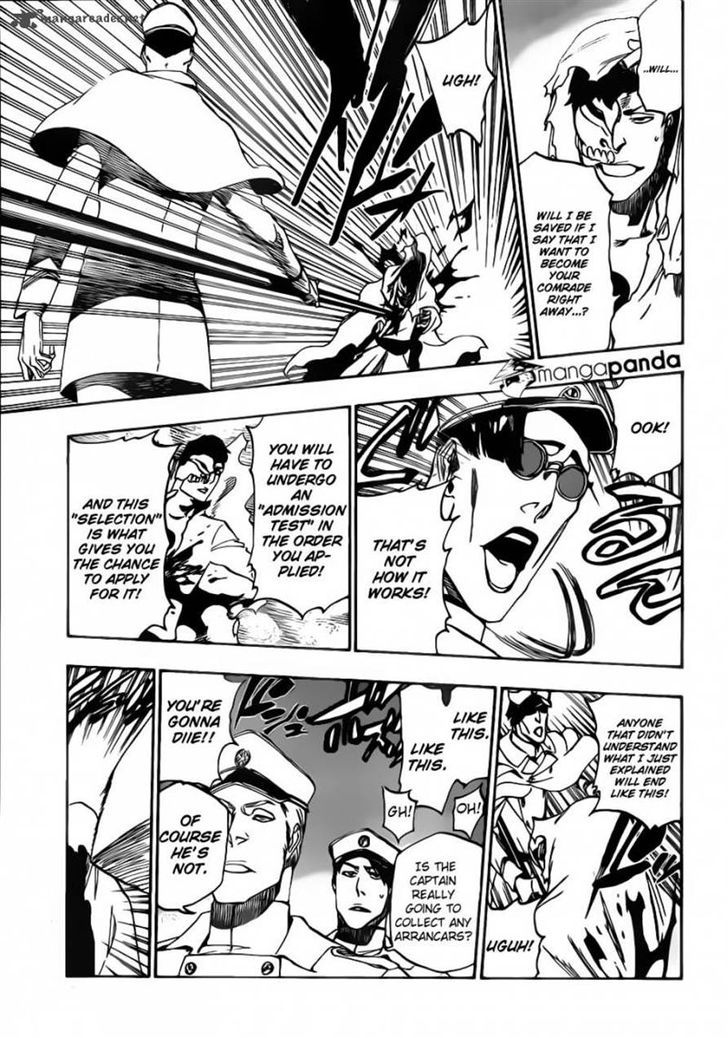 mangareader.net
..WILL...
WILL I BE
SAVED IF I
SAY THAT I
WANT TO
BECOME
YOUR
COMRADE
RIGHT
AWAY...?
UGH!
mangapanda
OOK!
THAT'S
NOT
HOW IT
WORKS!
YOU WILL
HAVE TO
UNDERGO
AN
"ADMISSION
TEST" IN
THE ORDER
YOU AP-
PLIED!
AND THIS
"SELECTION"
IS WHAT
GIVES YOU
THE CHANCE
TO APPLY
FOR IT!
ANYONE
THAT DIDN'T
UNDERSTAND
WHAT I JUST
EXPLAINED
WILL END
LIKE THIS!
UGUH!
LIKE
THIS.
LIKE
THIS.
OH!
GH!
YOU'RE
GONNA
DIIE!!
IS THE
CAPTAIN
REALLY
GOING TO
COLLECT ANY
ARRANCARS?
OF
COURSE
HE'S
NOT.